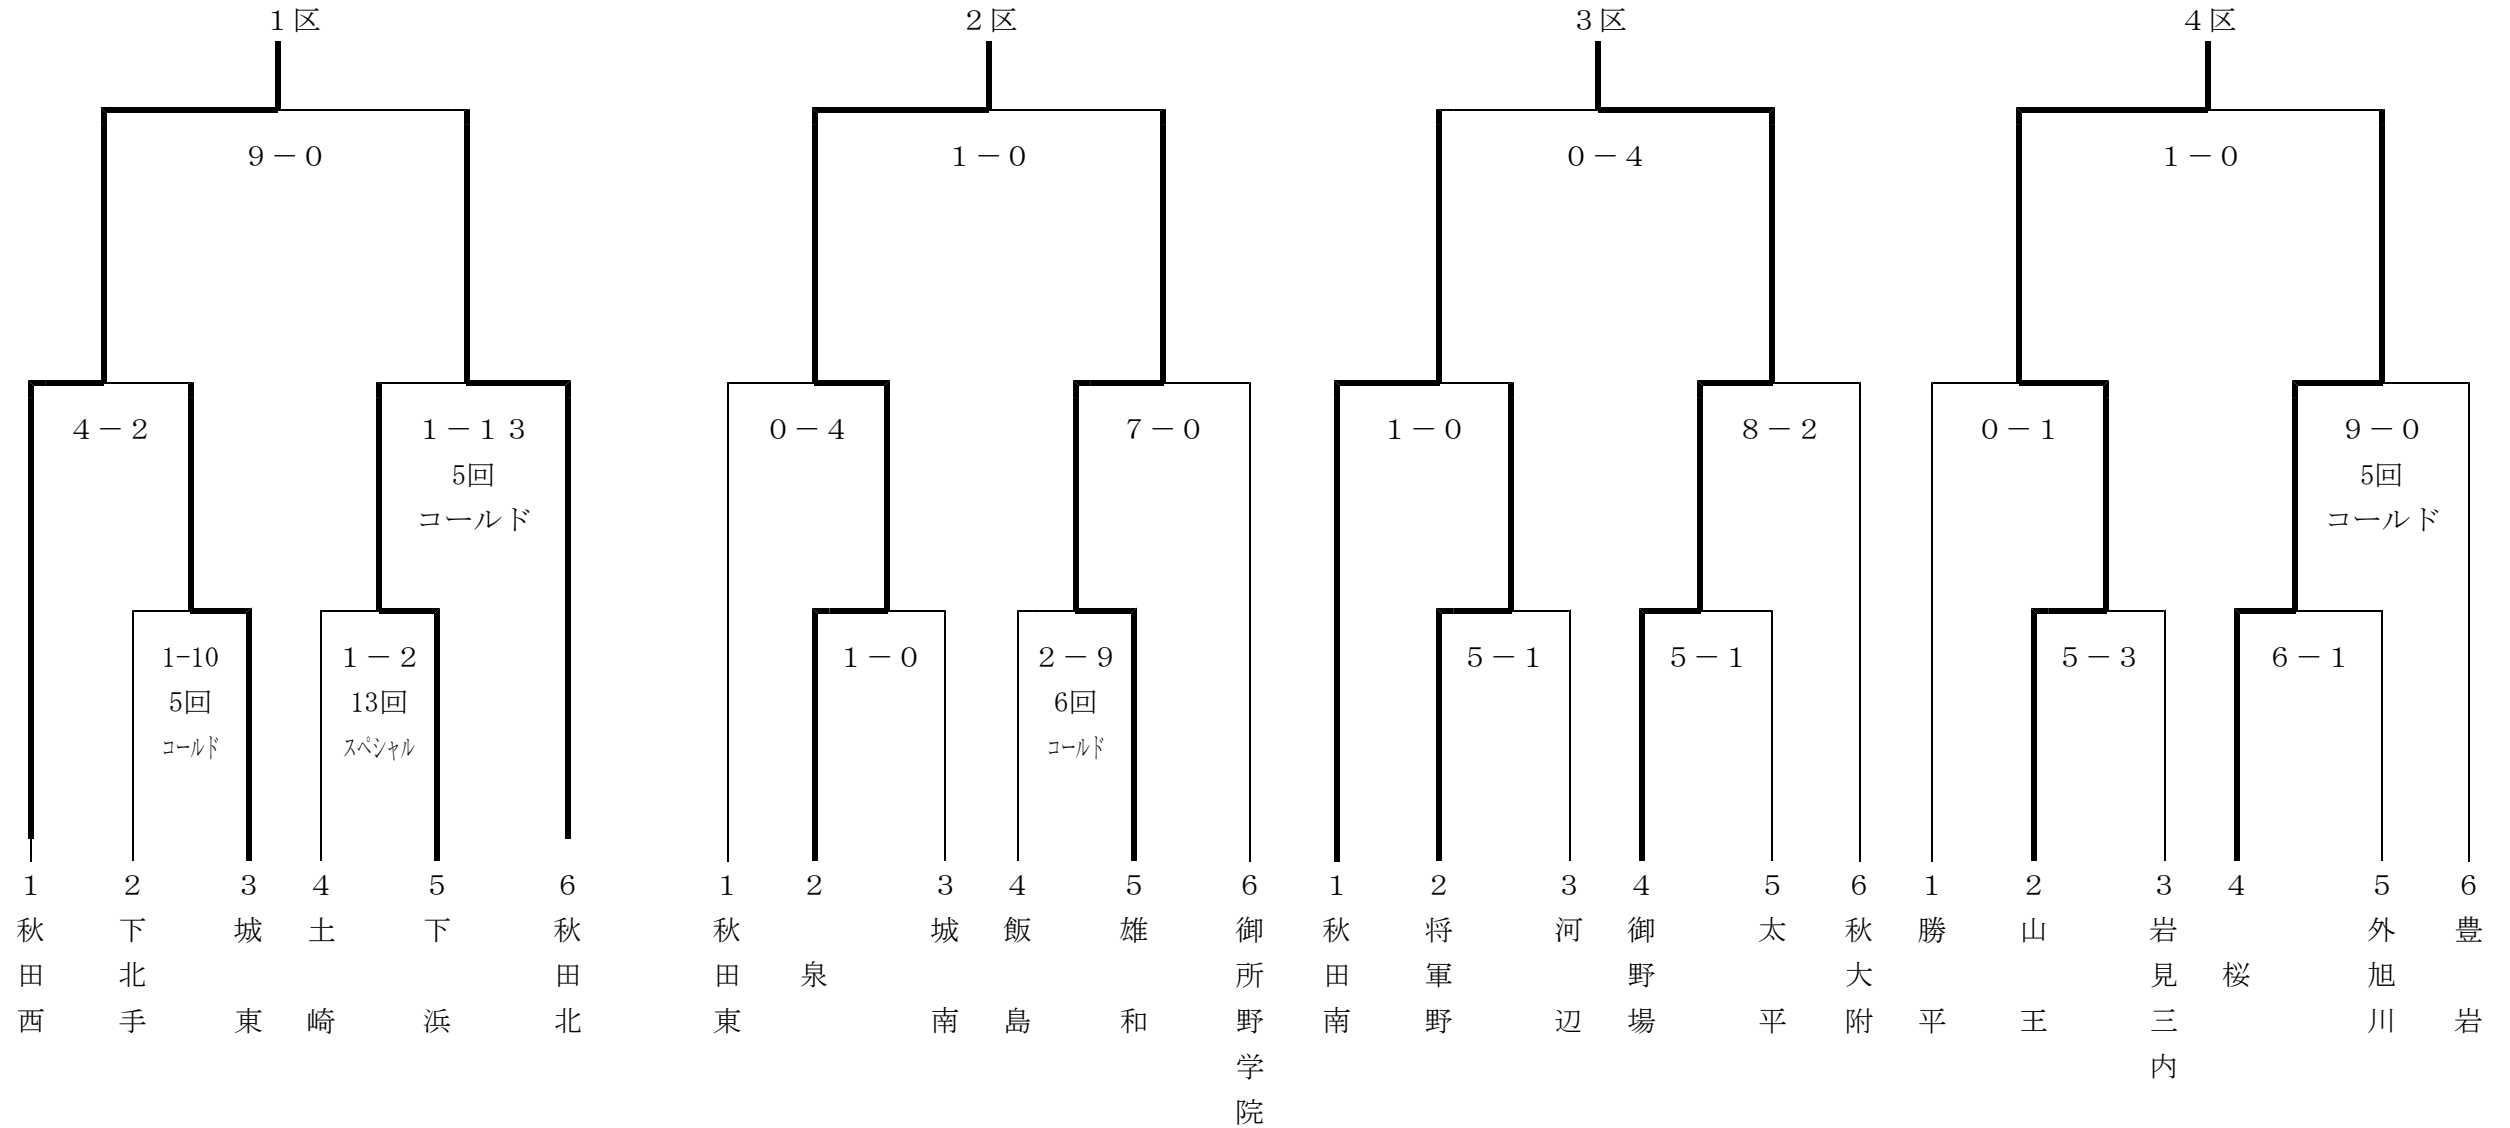 １区
２区
３区
４区
９－０
１－０
０－４
１－０
４－２
１－１３
5回
コールド
０－４
７－０
１－０
８－２
０－１
９－０
5回
コールド
1-10
5回
コールド
１－２
13回
スペシャル
１－０
２－９
6回
コールド
５－１
５－１
５－３
６－１
１
秋田西
２
下北手
３
城東
４
土崎
５
下浜
６
秋田北
１
秋田東
２
泉
３
城南
４
飯島
５
雄和
６
御所野学院
１
秋田南
２
将軍野
３
河辺
４
御野場
５
太平
６
秋大附
１
勝平
２
山王
３
岩見三内
４
桜
５
外旭川
６
豊岩